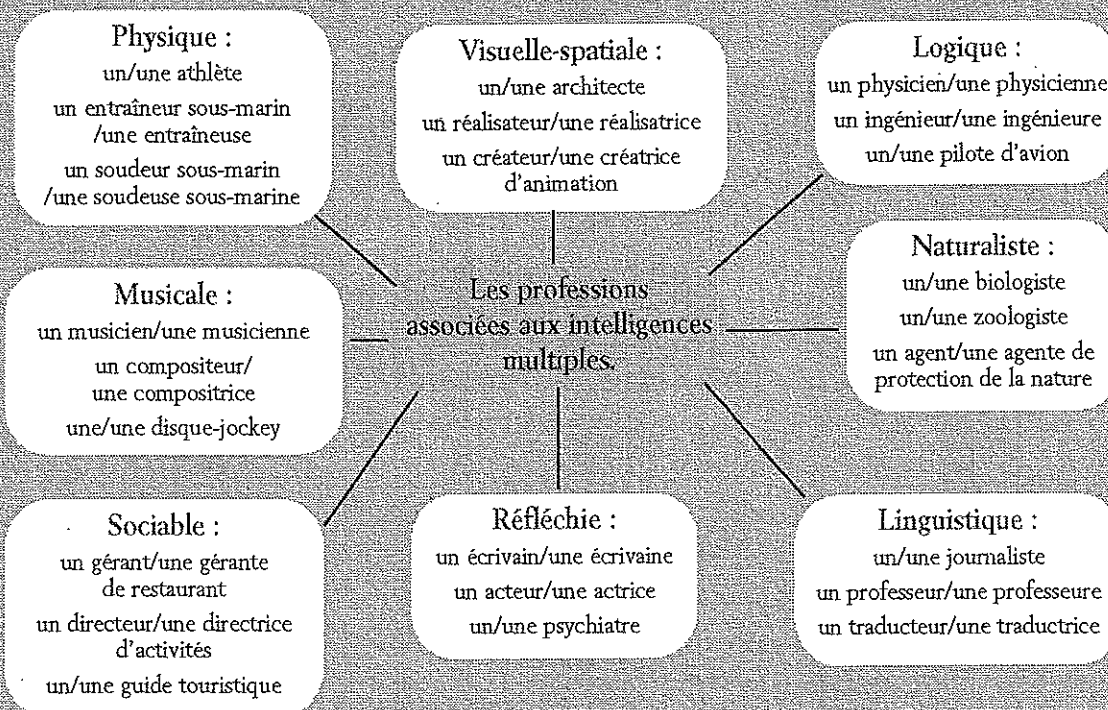 Physique :
un/une athlète
un entraîneur sous-marin
/une entraîneuse
un soudeur sous-marin
/une soudeuse sous-marine
Visuelle-spatiale :
un/une architecte
un réalisateur/une réalisatrice
un créateur/une créatrice
d'animation
Logique :
un physicien/une physicienne
un ingénieur/une ingénieure
un/une pilote d'avion
Musicale :
un musicien/une musicienne
un compositeur/
une compositrice
une/une disque-jockey
Les professions
associées aux intelligences
multiples.
Naturaliste :
un/une biologiste
un/une zoologiste
un agent/une agente de
protection de la nature
Sociable :
un gérant/une gérante
de restaurant
un directeur/une directrice
d'activités
un/une guide touristique
Réfléchie :
un écrivain/une écrivaine
un acteur/une actrice
un/une psychiatre
Linguistique :
un/une journaliste
un professeur/une professeure
un traducteur/une traductrice